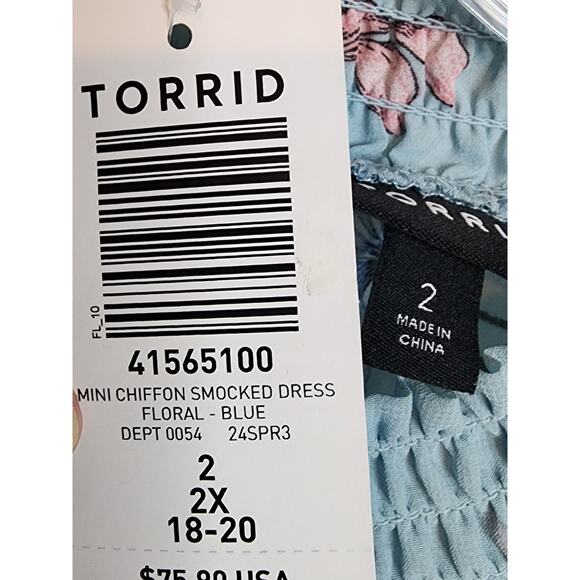 TORRID
FL_10
41565100
MINI CHIFFON SMOCKED DRESS
FLORAL - BLUE
DEPT 0054 24SPR3
2
2X
18-20
$75.90 USA
TORRI
2
MADE IN
CHINA